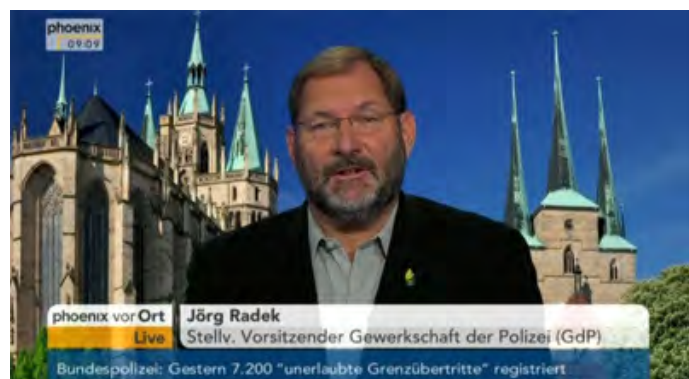 phoenix
09:09
phoenix vor Ort
Live
Jörg Radek
Stellv. Vorsitzender Gewerkschaft der Polizei (GdP)
Bundespolizei: Gestern 7.200 "unerlaubte Grenzübertritte" registriert